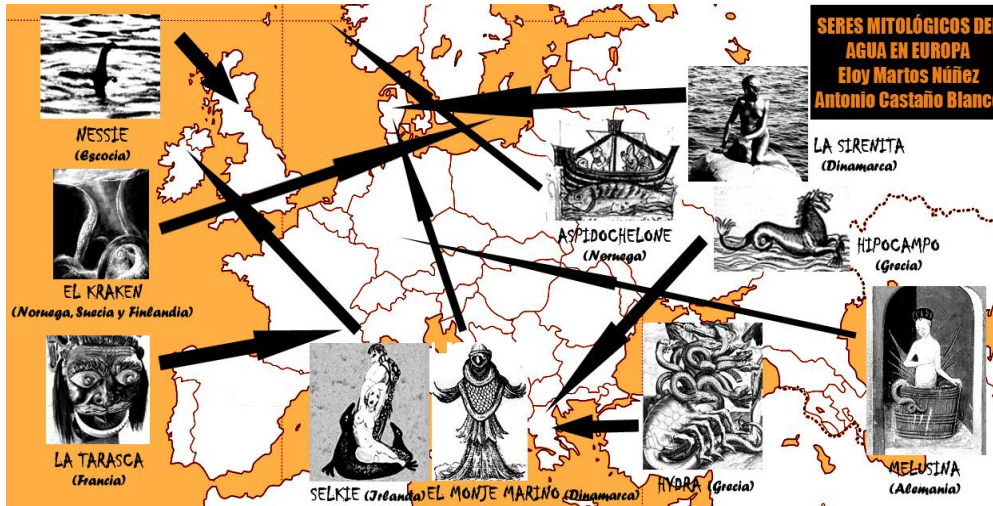 SERES MITOLÓGICOS DE
AGUA EN EUROPA
Eloy Martos Núñez
Antonio Castaño Blanco
NESSIE
(Escocia)
LA SIRENITA
(Dinamarca)
ASPIDOCHELONE
(Noruega)
HIPOCAMPO
(Grecia)
EL KRAKEN
(Noruega, Suecia y Finlandia)
LA TARASCA
(Francia)
SELKIE (Irlanda)
EL MONJE MARINO (Dinamarca)
HYDRA (Grecia)
MELUSINA
(Alemania)